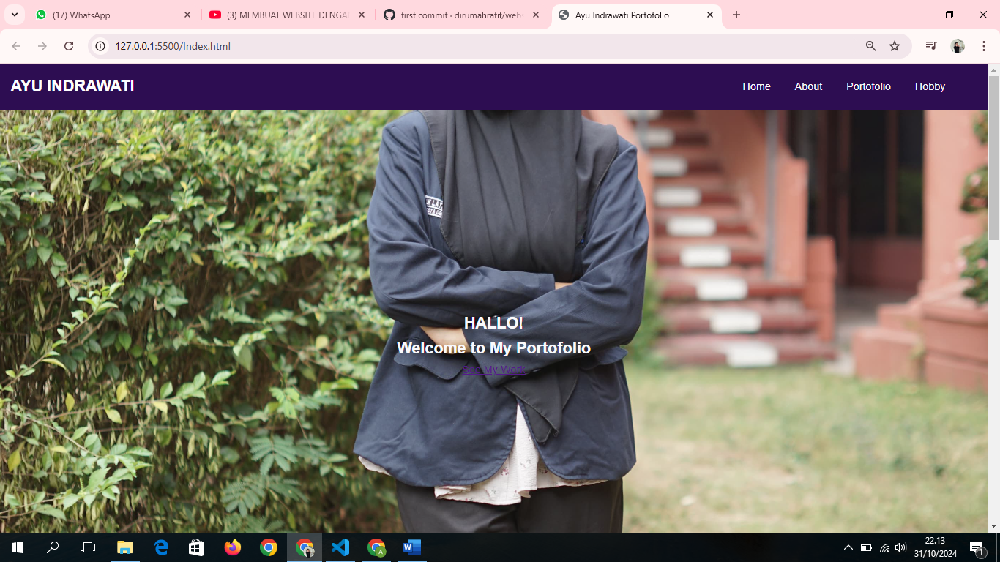 (17) WhatsApp
(3) MEMBUAT WEBSITE DENGA
first commit · dirumahrafif/web
Ayu Indrawati Portofolio
127.0.0.1:5500/Index.html
AYU INDRAWATI
Home
About
Portofolio
Hobby
HALLO!
Welcome to My Portofolio
See My Work
A
22.13
31/10/2024
1